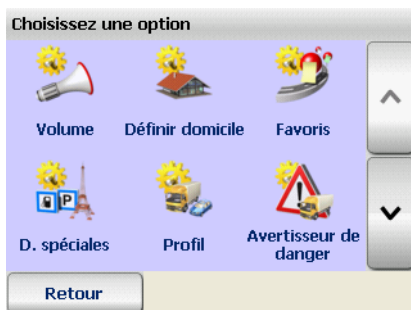 Choisissez une option
Volume
Définir domicile
Favoris
P
D. spéciales
Profil
Avertisseur de
danger
Retour